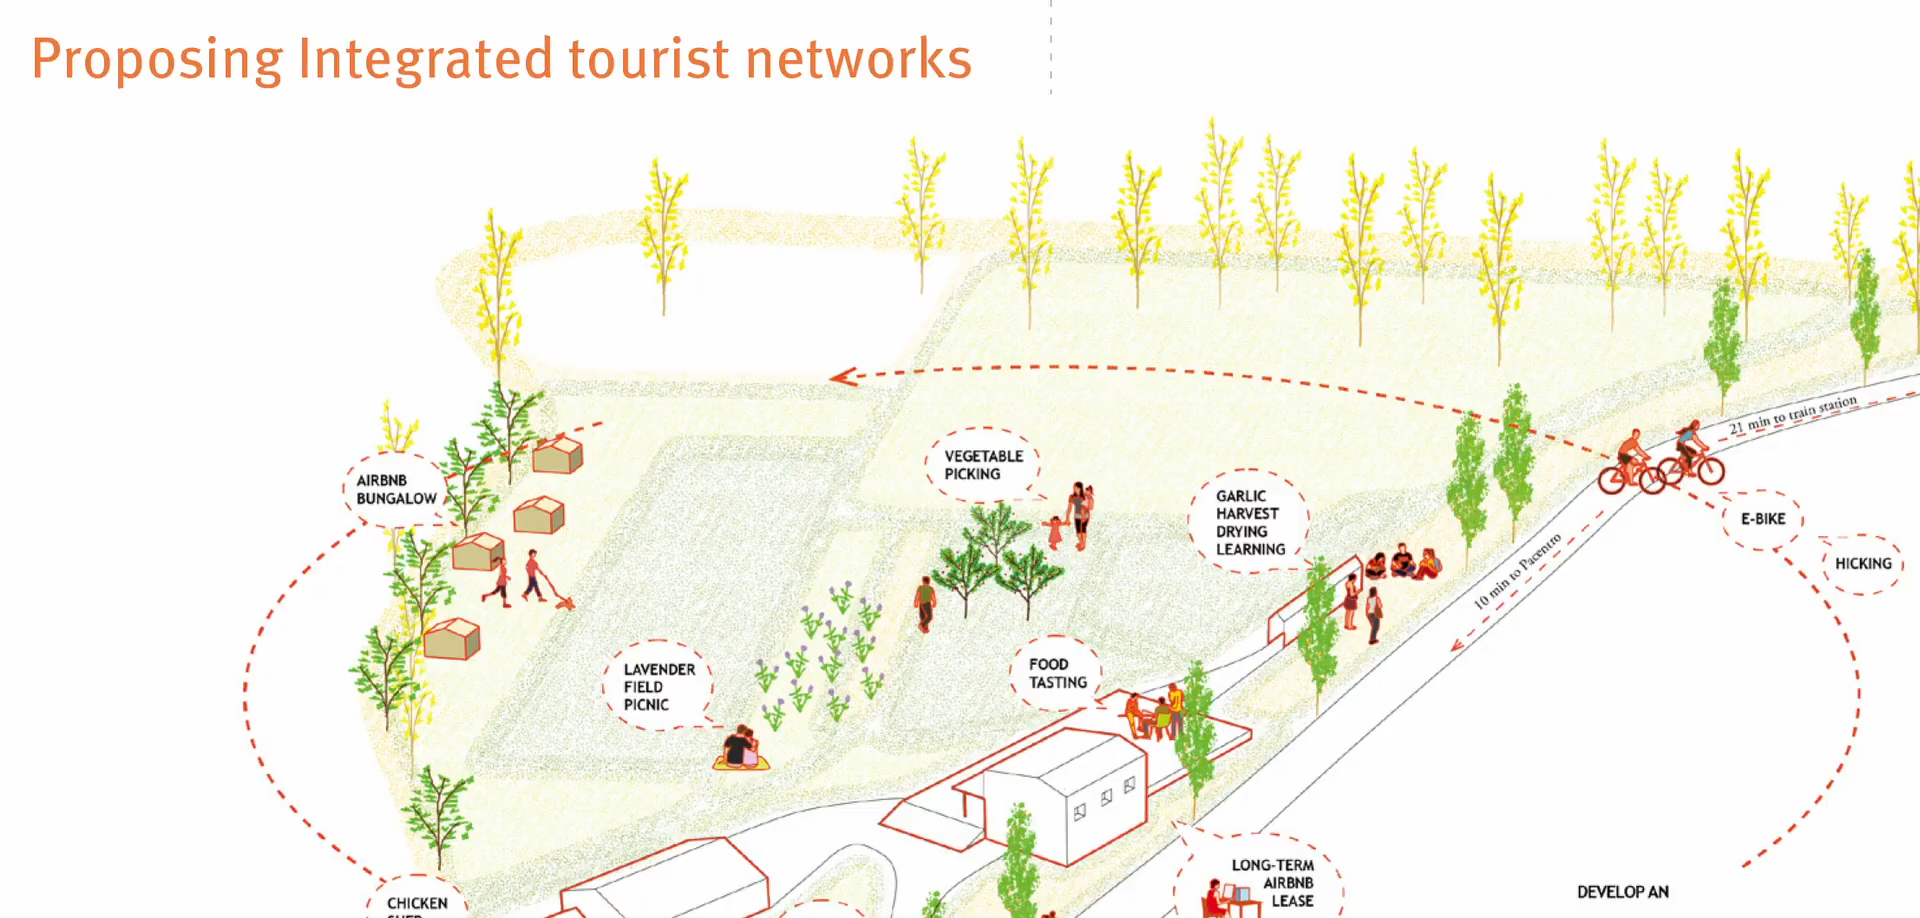 Proposing Integrated tourist networks
21 min to train station
VEGETABLE
PICKING
AIRBNB
BUNGALOW
GARLIC
HARVEST
DRYING
LEARNING
E-BIKE
HICKING
10 min to Pacentro
LAVENDER
FIELD
PICNIC
FOOD
TASTING
LONG-TERM
AIRBNB
LEASE
DEVELOP AN
CHICKEN
SHED